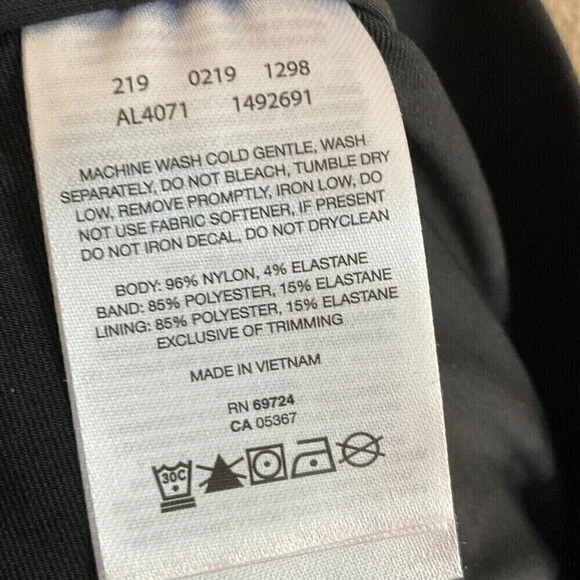 219 0219 1298
AL4071 1492691
MACHINE WASH COLD GENTLE, WASH
SEPARATELY, DO NOT BLEACH, TUMBLE DRY
LOW, REMOVE PROMPTLY, IRON LOW, DO
NOT USE FABRIC SOFTENER, IF PRESENT
DO NOT IRON DECAL, DO NOT DRYCLEAN
BODY: 96% NYLON, 4% ELASTANE
BAND: 85% POLYESTER, 15% ELASTANE
LINING: 85% POLYESTER, 15% ELASTANE
EXCLUSIVE OF TRIMMING
MADE IN VIETNAM
RN 69724
CA 05367
30C